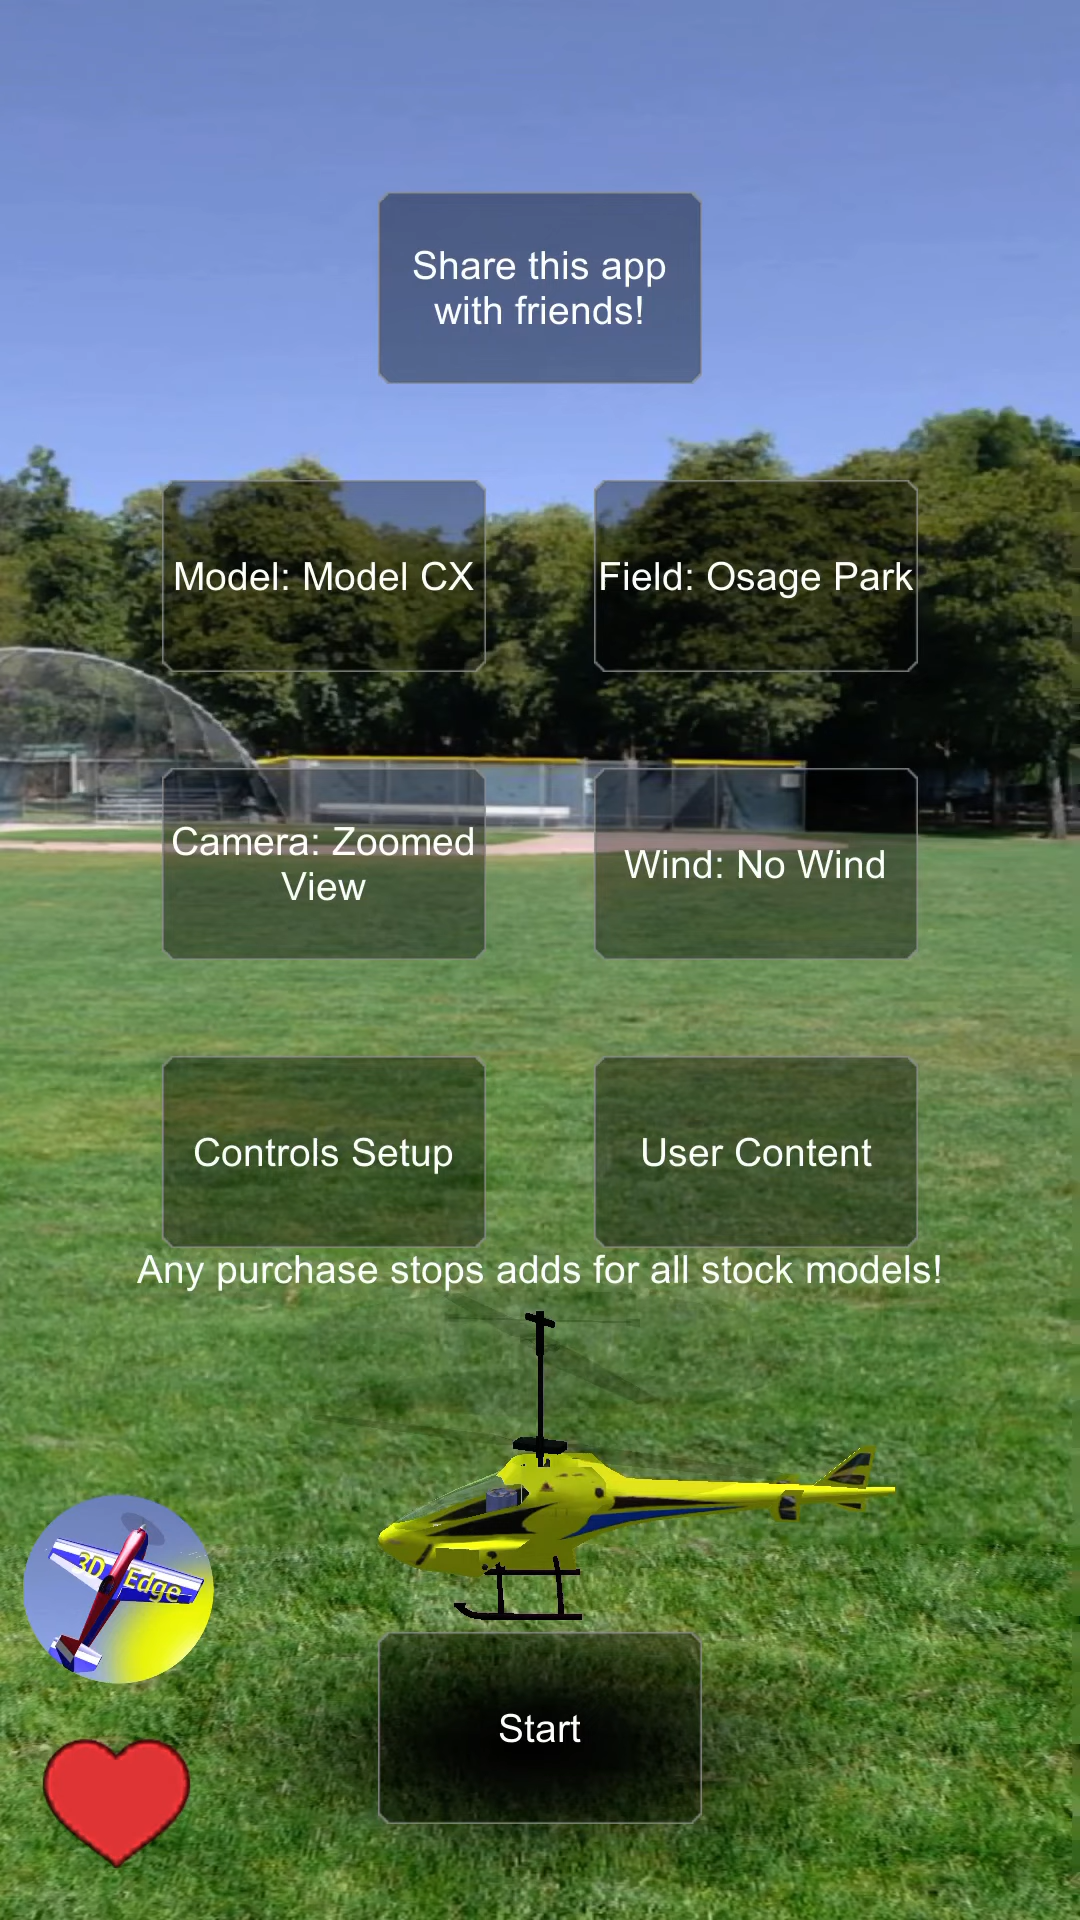 Share this app
with friends!
Model: Model CX
Field: Osage Park
Camera: Zoomed
View
Wind: No Wind
Controls Setup
User Content
Any purchase stops adds for all stock models!
3D Edge
Start